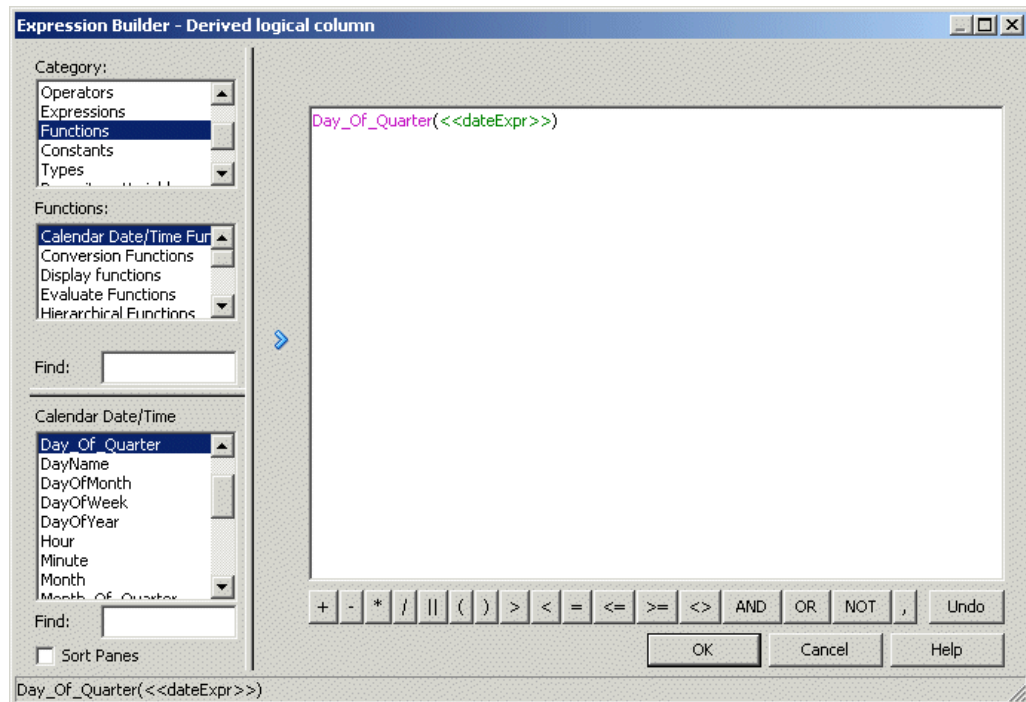 Expression Builder - Derived logical column
Category:
Operators
Expressions
Functions
Constants
Types
Functions:
Calendar Date/Time Fur
Conversion Functions
Display functions
Evaluate Functions
Hierarchical Functions
Find:
Calendar Date/Time
Day_Of_Quarter
DayName
DayOfMonth
DayOfWeek
DayOfYear
Hour
Minute
Month
Month_Of_Quarter
Find:
Sort Panes
Day_Of_Quarter(<<dateExpr>>)
+ - * / || ( ) > < = <= >= <> AND OR NOT , Undo
OK Cancel Help
Day_Of_Quarter(<<dateExpr>>)